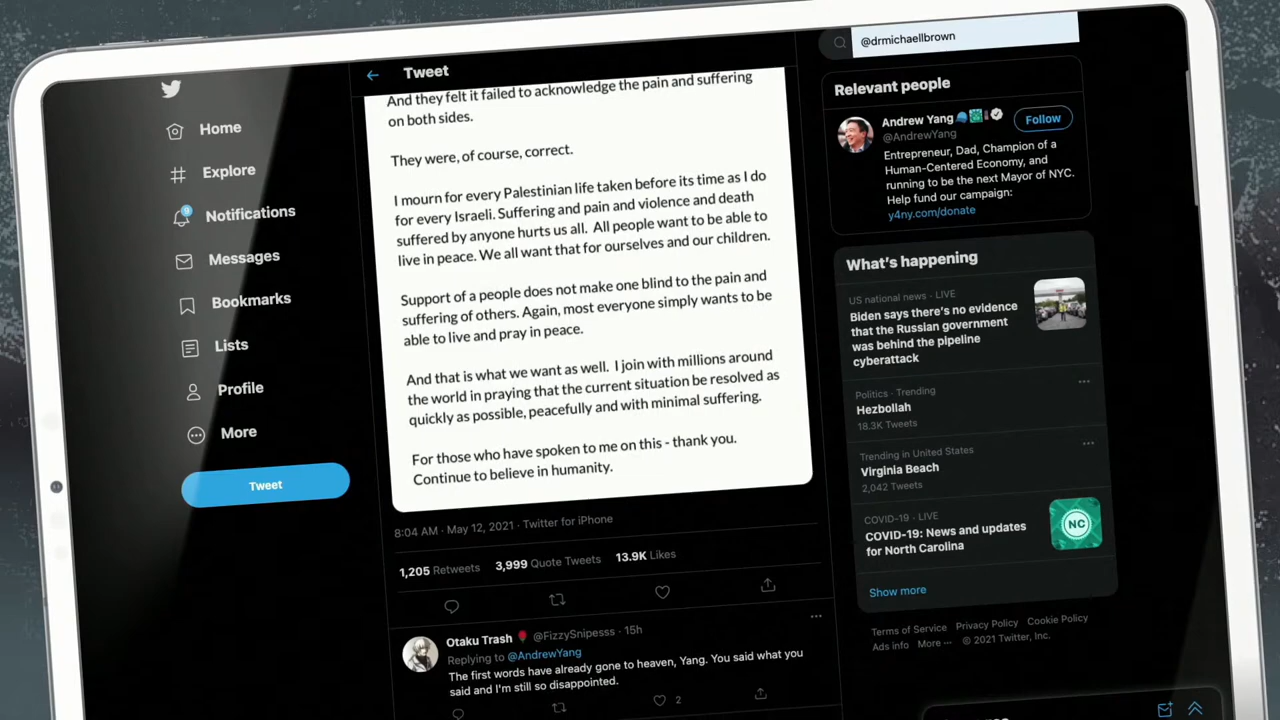 @drmichaellbrown
Tweet
Home
Explore
9
Notifications
Messages
Bookmarks
Lists
Profile
More
Tweet
And they felt it failed to acknowledge the pain and suffering
on both sides.
They were, of course, correct.
I mourn for every Palestinian life taken before its time as I do
for every Israeli. Suffering and pain and violence and death
suffered by anyone hurts us all. All people want to be able to
live in peace. We all want that for ourselves and our children.
Support of a people does not make one blind to the pain and
suffering of others. Again, most everyone simply wants to be
able to live and pray in peace.
And that is what we want as well. I join with millions around
the world in praying that the current situation be resolved as
quickly as possible, peacefully and with minimal suffering.
For those who have spoken to me on this - thank you.
Continue to believe in humanity.
8:04 AM · May 12, 2021 · Twitter for iPhone
1,205 Retweets 3,999 Quote Tweets 13.9K Likes
Otaku Trash @FizzySnipesss · 15h
Replying to @AndrewYang
The first words have already gone to heaven, Yang. You said what you
said and I'm still so disappointed.
2
Relevant people
Andrew Yang
@AndrewYang
Follow
Entrepreneur, Dad, Champion of a
Human-Centered Economy, and
running to be the next Mayor of NYC.
Help fund our campaign:
y4ny.com/donate
What's happening
US national news · LIVE
Biden says there's no evidence
that the Russian government
was behind the pipeline
cyberattack
Politics · Trending
Hezbollah
18.3K Tweets
Trending in United States
Virginia Beach
2,042 Tweets
COVID-19 · LIVE
COVID-19: News and updates
for North Carolina
NC
Show more
Terms of Service Privacy Policy Cookie Policy
Ads info More ··· © 2021 Twitter, Inc.